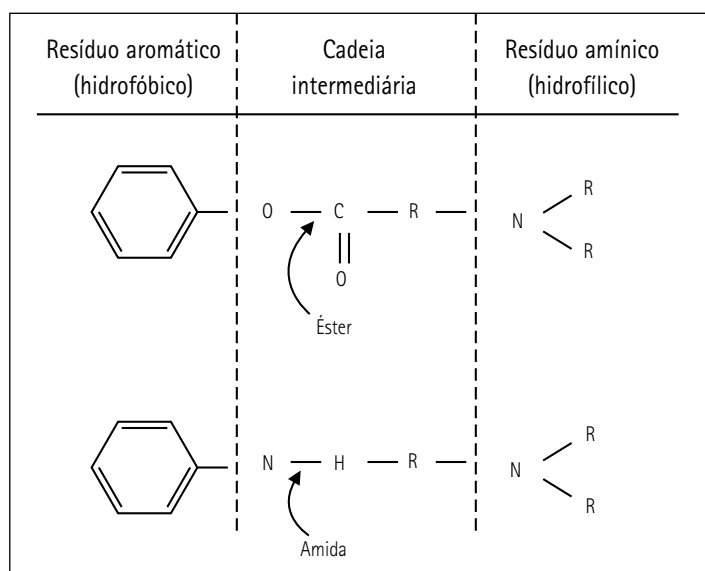 Resíduo aromático
(hidrofóbico)
Cadeia
intermediária
Resíduo amínico
(hidrofílico)
O C R N R
R
O
Éster
N H R N R
R
Amida